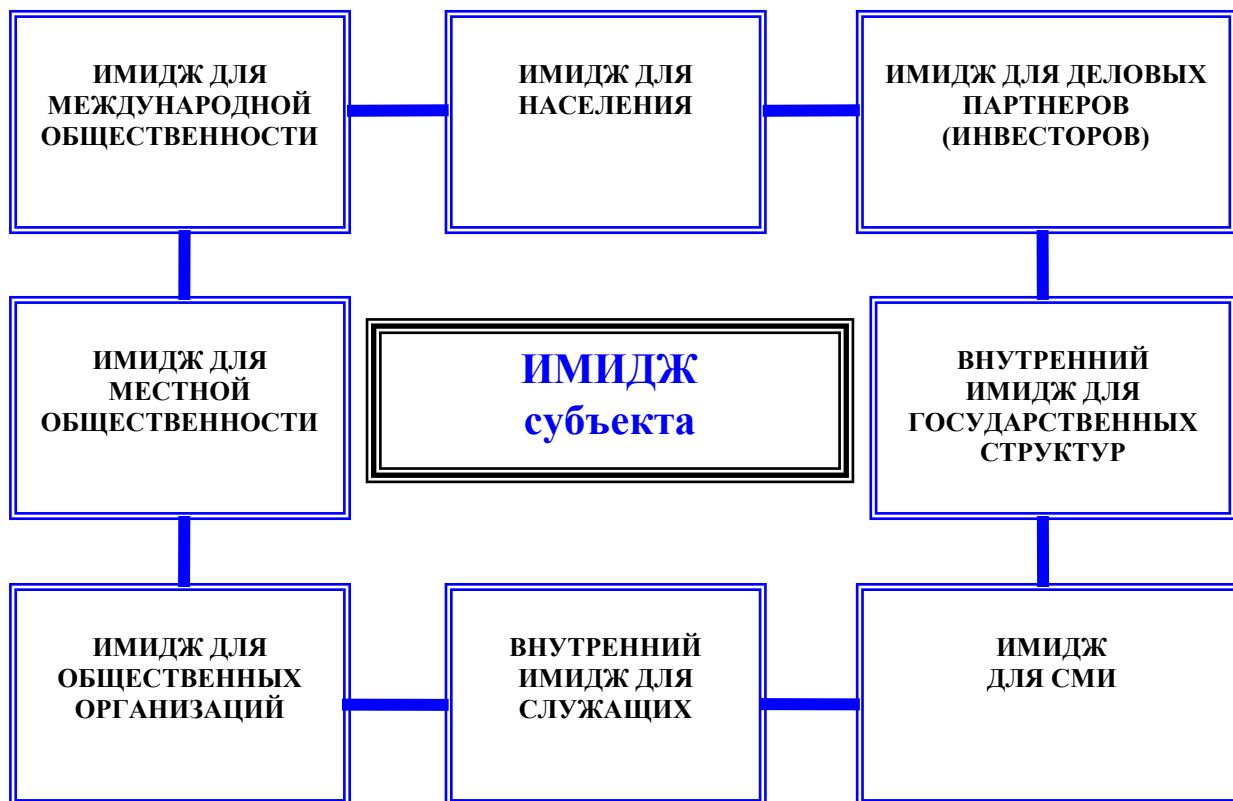 ИМИДЖ ДЛЯ
МЕЖДУНАРОДНОЙ
ОБЩЕСТВЕННОСТИ
ИМИДЖ ДЛЯ
НАСЕЛЕНИЯ
ИМИДЖ ДЛЯ ДЕЛОВЫХ
ПАРТНЕРОВ
(ИНВЕСТОРОВ)
ИМИДЖ ДЛЯ
МЕСТНОЙ
ОБЩЕСТВЕННОСТИ
ИМИДЖ
субъекта
ВНУТРЕННИЙ
ИМИДЖ ДЛЯ
ГОСУДАРСТВЕННЫХ
СТРУКТУР
ИМИДЖ ДЛЯ
ОБЩЕСТВЕННЫХ
ОРГАНИЗАЦИЙ
ВНУТРЕННИЙ
ИМИДЖ ДЛЯ
СЛУЖАЩИХ
ИМИДЖ
ДЛЯ СМИ